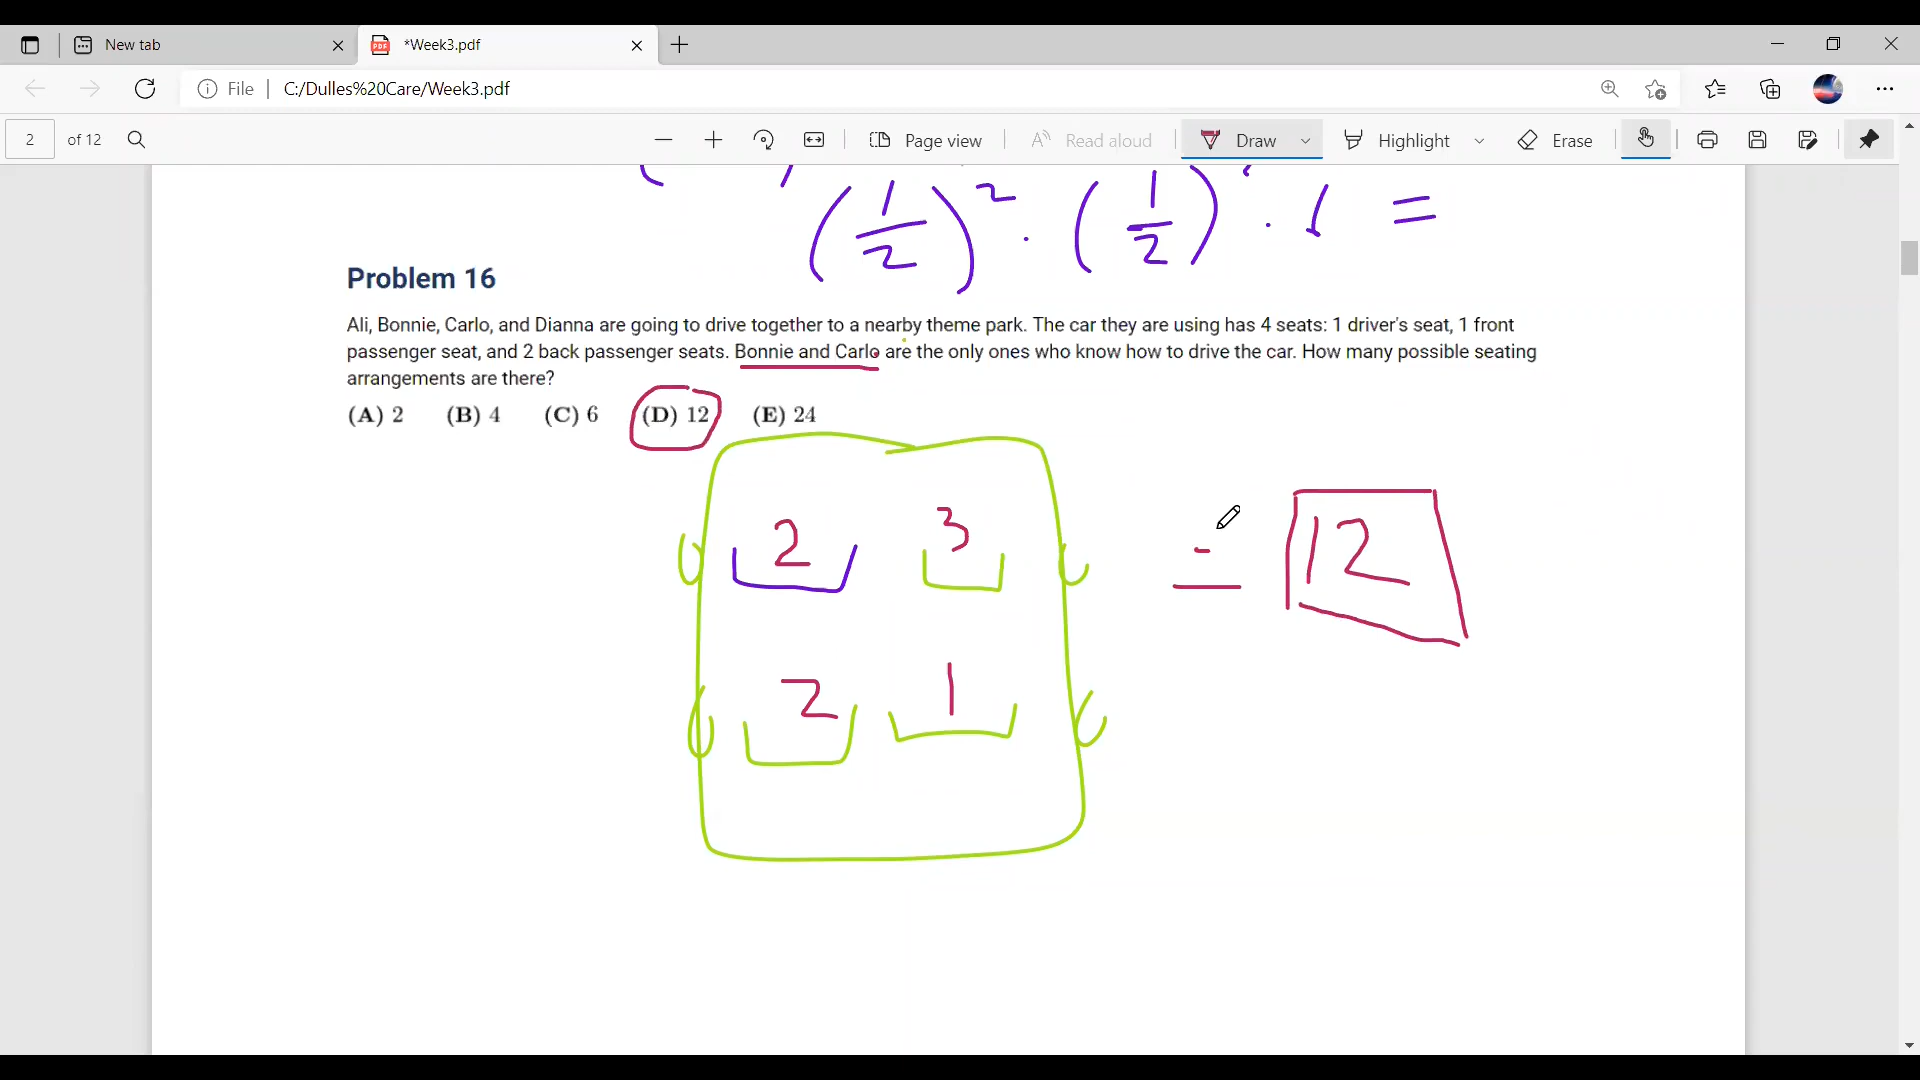 New tab
*Week3.pdf
File
C:/Dulles%20Care/Week3.pdf
2 of 12
Page view
Read aloud
Draw
Highlight
Erase
(1/2)^2 · (1/2) · 1 =
Problem 16
Ali, Bonnie, Carlo, and Dianna are going to drive together to a nearby theme park. The car they are using has 4 seats: 1 driver's seat, 1 front
passenger seat, and 2 back passenger seats. Bonnie and Carlo are the only ones who know how to drive the car. How many possible seating
arrangements are there?
(A) 2 (B) 4 (C) 6 (D) 12 (E) 24
2 3 = 12
2 1